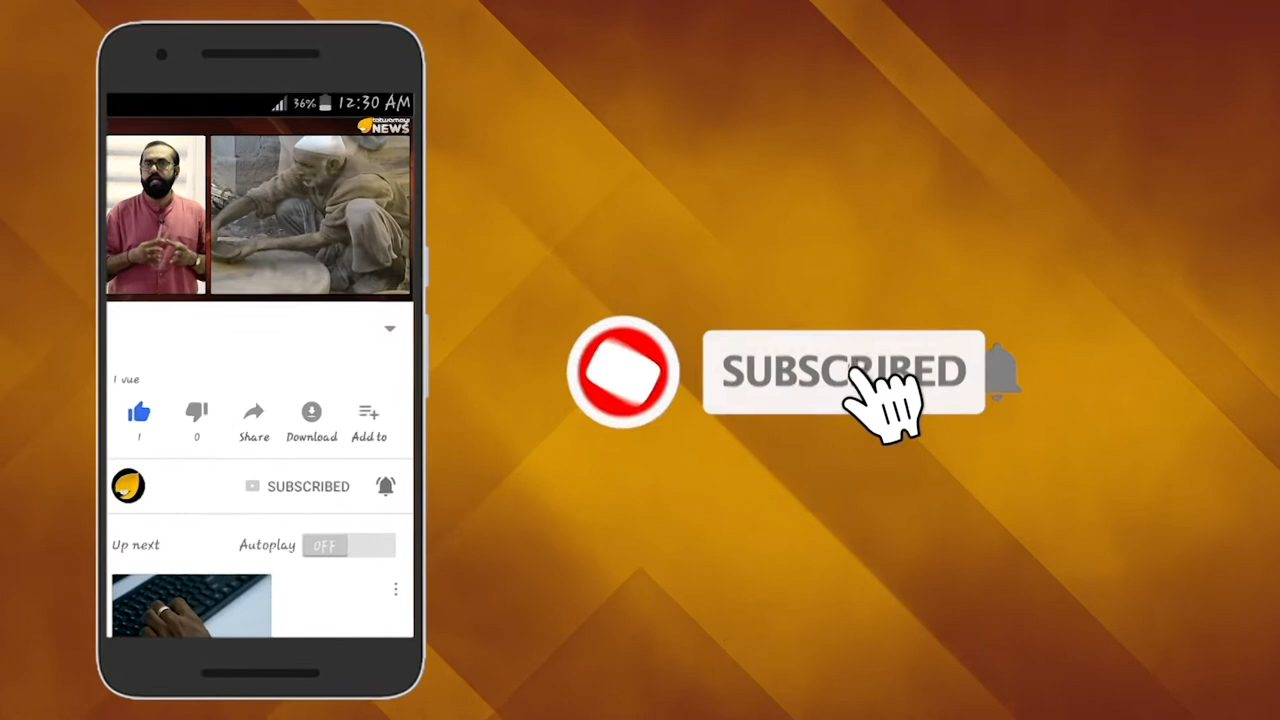 36% 12:30 AM
tatwamayi
NEWS
1 vue
1
0
Share
Download
Add to
SUBSCRIBED
Up next
Autoplay
OFF
SUBSCRIBED